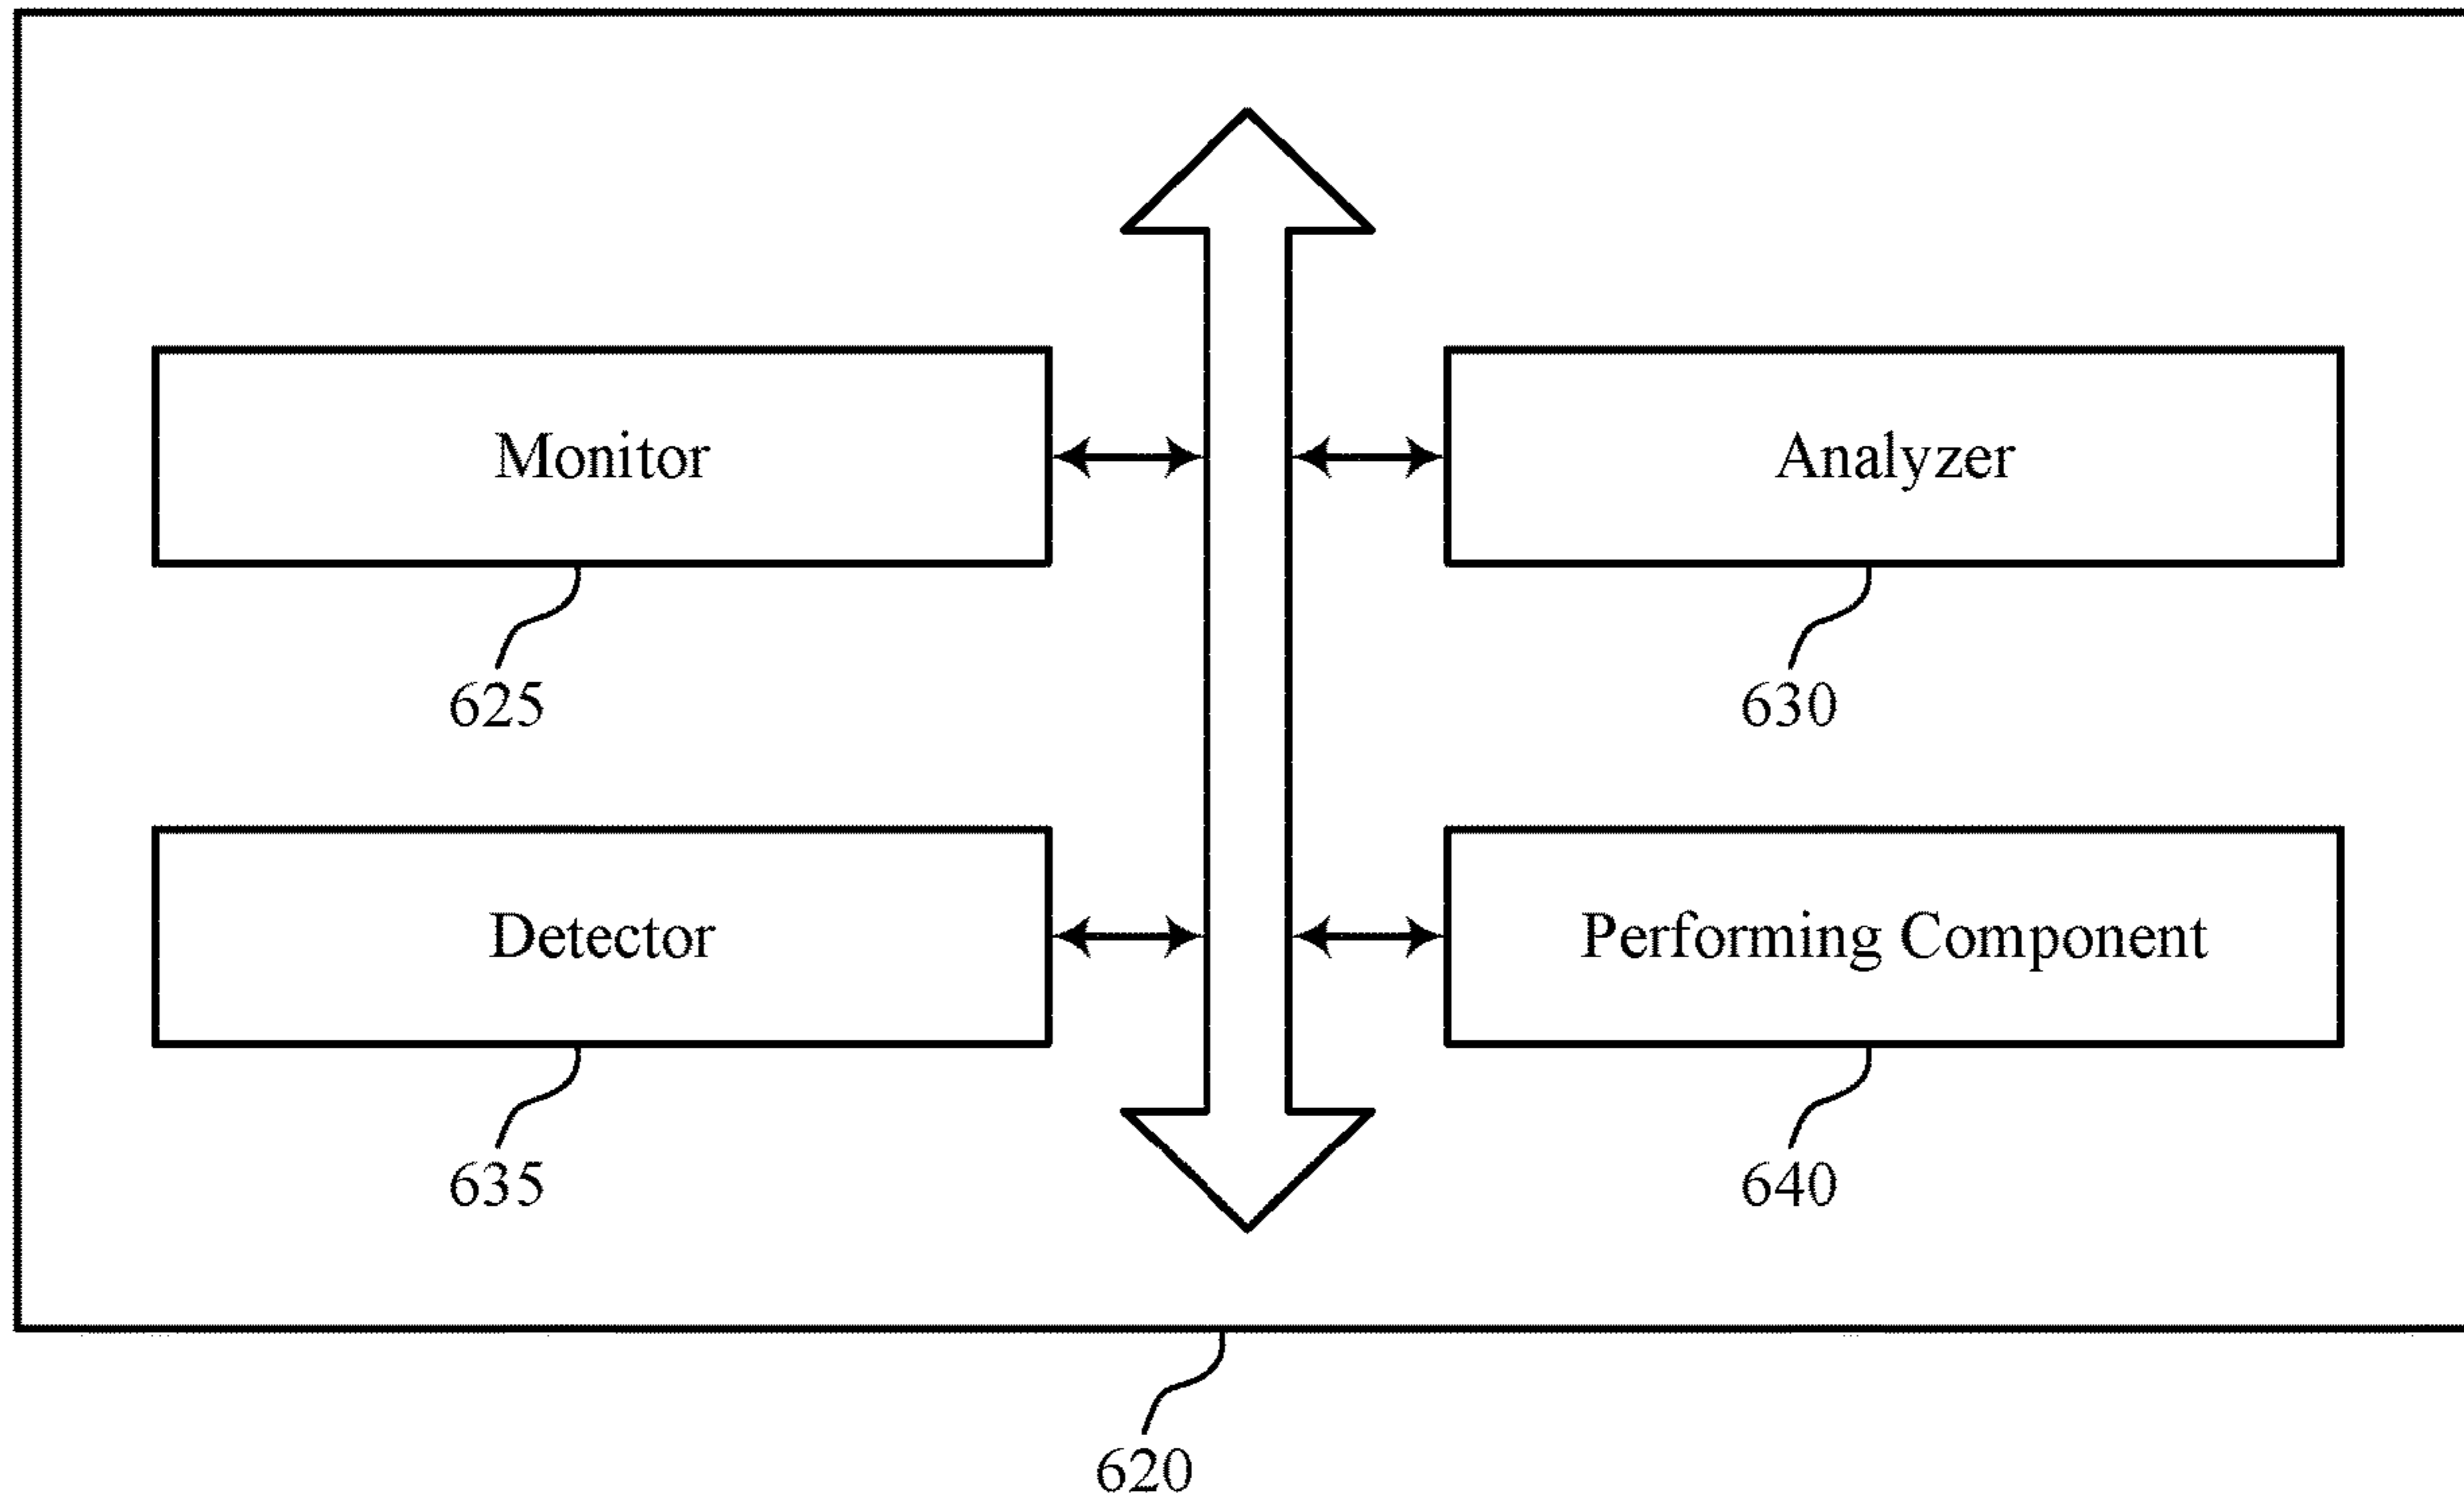 Monitor
Analyzer
625
630
Detector
Performing Component
635
640
620